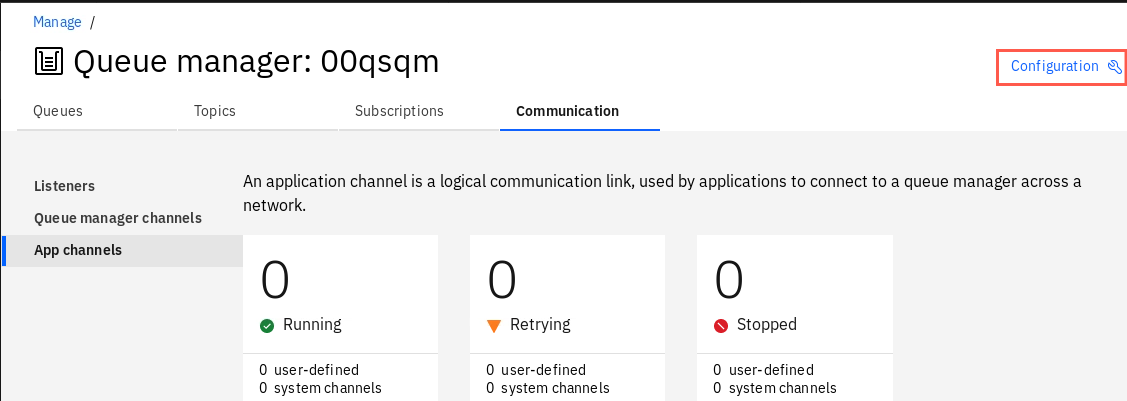 Manage /
Queue manager: 00qsqm
Configuration
Queues Topics Subscriptions Communication
Listeners
Queue manager channels
App channels
An application channel is a logical communication link, used by applications to connect to a queue manager across a
network.
0 0 0
Running Retrying Stopped
0 user-defined 0 user-defined 0 user-defined
0 system channels 0 system channels 0 system channels